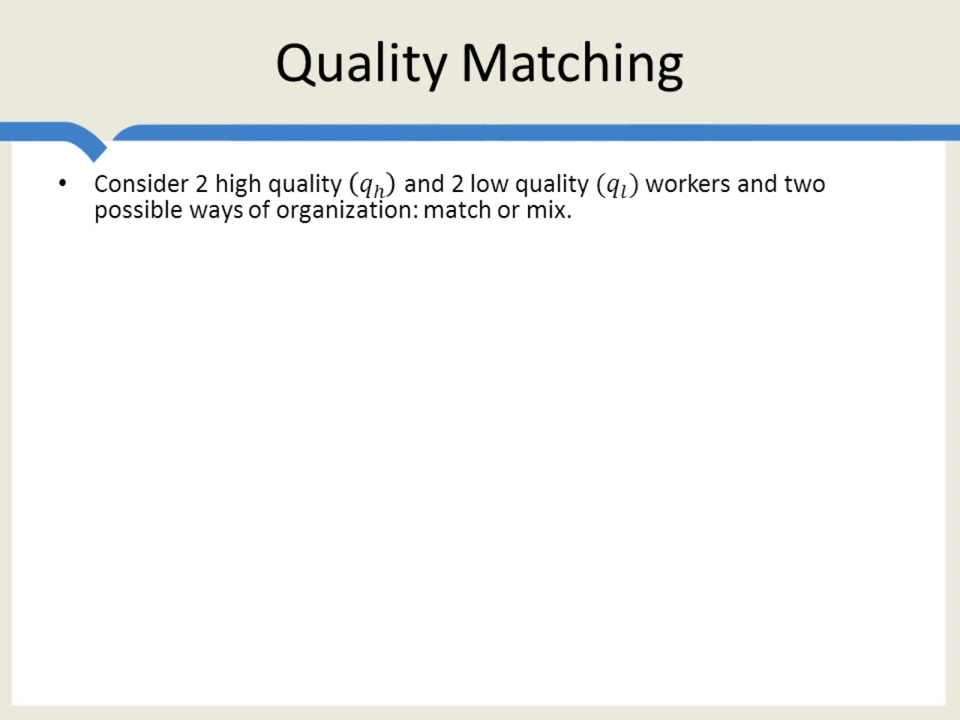 Quality Matching
• Consider 2 high quality (qₕ) and 2 low quality (qₗ) workers and two
possible ways of organization: match or mix.